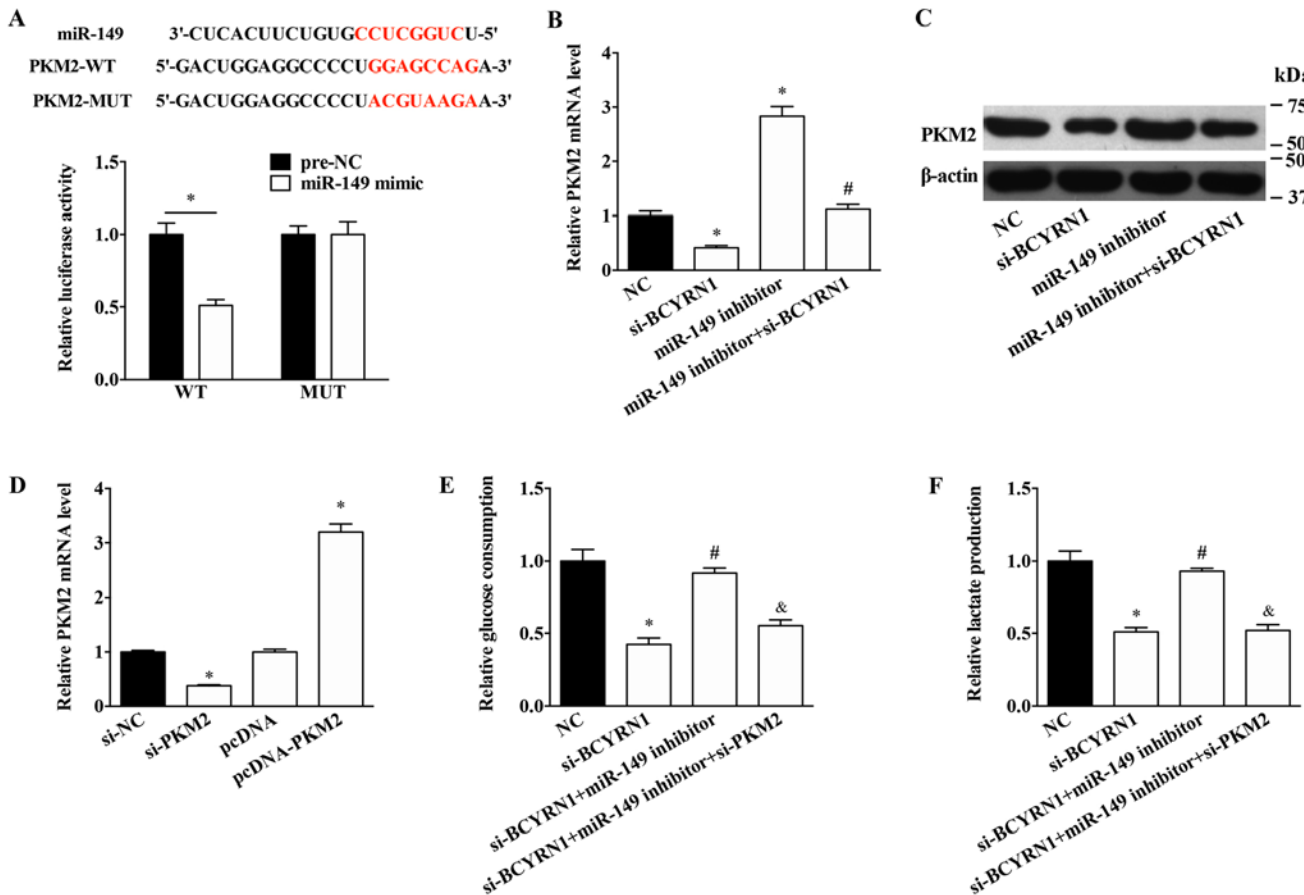 A
miR-149 3'-CUCACUUCUGUGCCUCGGUCU-5'
PKM2-WT 5'-GACUGGAGGCCCCUGGAGCCAGA-3'
PKM2-MUT 5'-GACUGGAGGCCCCUACGUAAGAA-3'
pre-NC
miR-149 mimic
Relative luciferase activity
1.5
1.0
0.5
0.0
*
WT MUT
B
Relative PKM2 mRNA level
4
3
2
1
0
*
*
#
NC
si-BCYRN1
miR-149 inhibitor
miR-149 inhibitor+si-BCYRN1
C
kDa
PKM2
75
50
β-actin
50
37
NC
si-BCYRN1
miR-149 inhibitor
miR-149 inhibitor+si-BCYRN1
D
Relative PKM2 mRNA level
4
3
2
1
0
*
*
si-NC
si-PKM2
pcDNA
pcDNA-PKM2
E
Relative glucose consumption
1.5
1.0
0.5
0.0
*
#
&
NC
si-BCYRN1
si-BCYRN1+miR-149 inhibitor
si-BCYRN1+miR-149 inhibitor+si-PKM2
F
Relative lactate production
1.5
1.0
0.5
0.0
*
#
&
NC
si-BCYRN1
si-BCYRN1+miR-149 inhibitor
si-BCYRN1+miR-149 inhibitor+si-PKM2